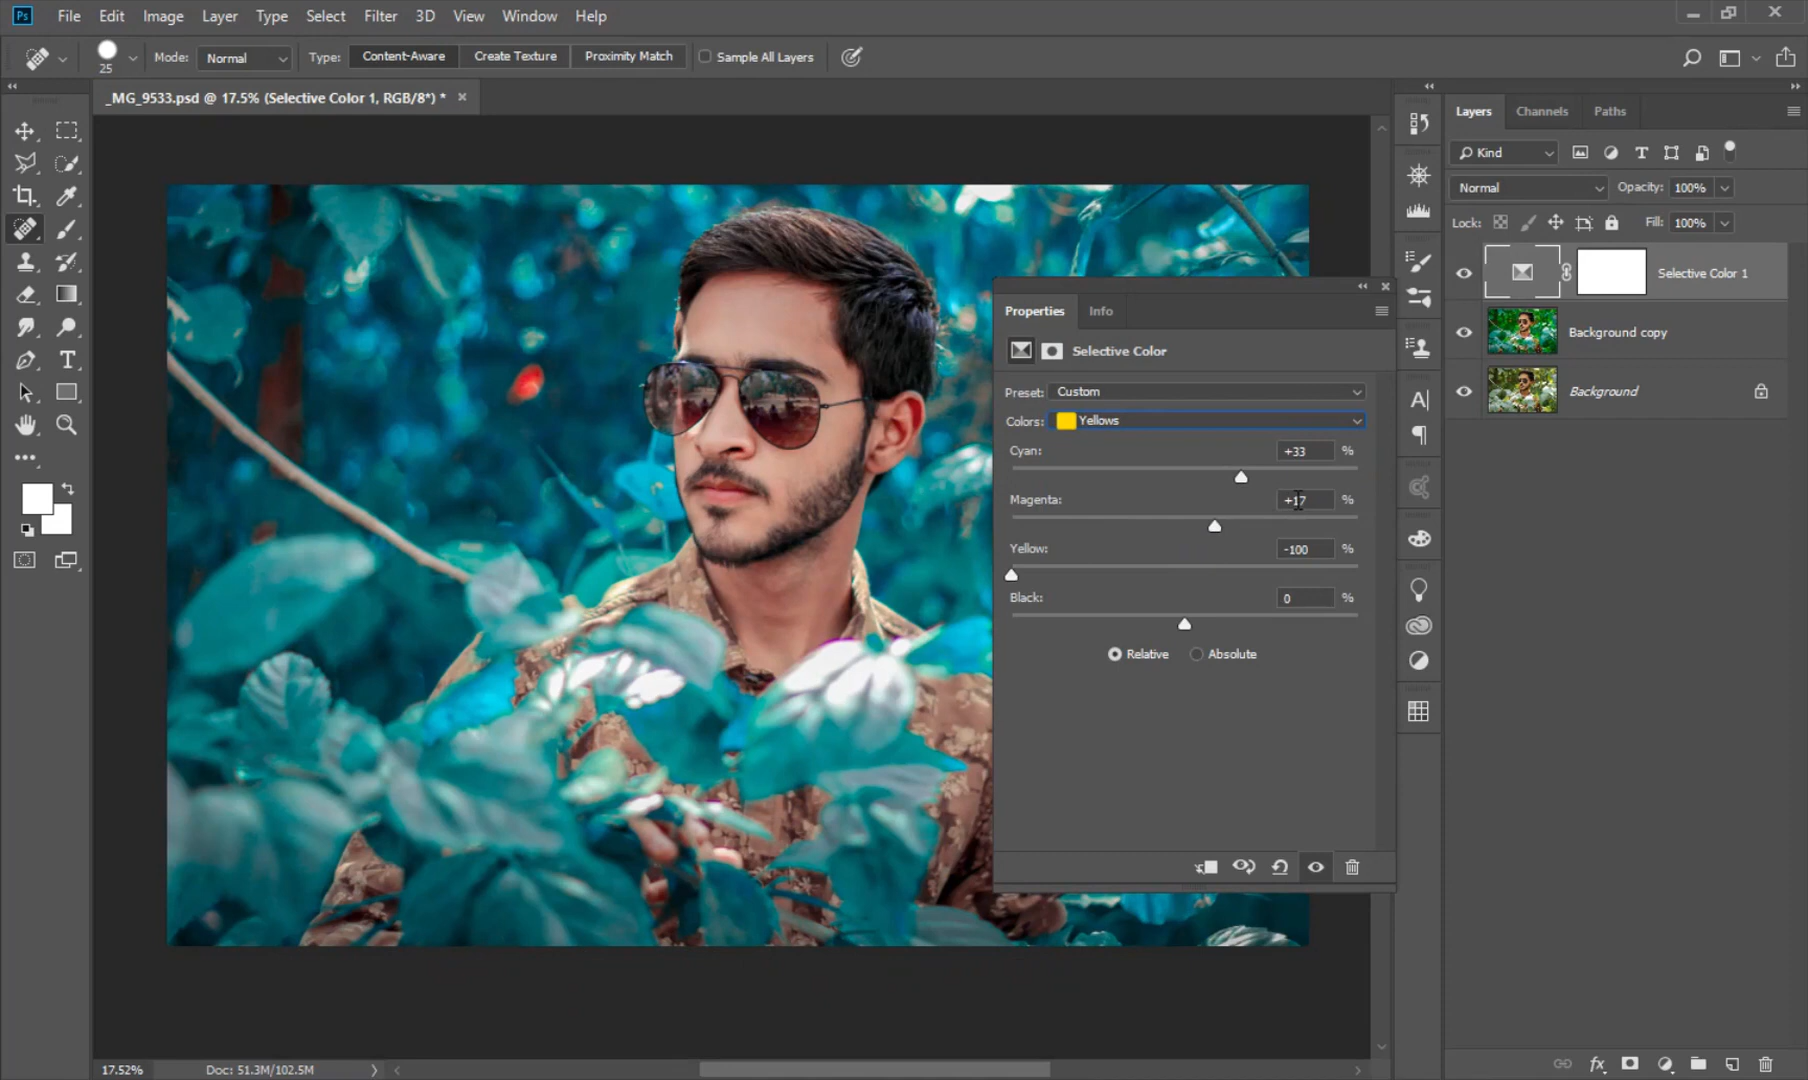 Ps File Edit Image Layer Type Select Filter 3D View Window Help
25 Mode: Normal Type: Content-Aware Create Texture Proximity Match Sample All Layers
_MG_9533.psd @ 17.5% (Selective Color 1, RGB/8*) *
Layers Channels Paths
Kind
Normal Opacity: 100%
Lock: Fill: 100%
Selective Color 1
Background copy
Background
Properties Info
Selective Color
Preset: Custom
Colors: Yellows
Cyan: +33 %
Magenta: +17 %
Yellow: -100 %
Black: 0 %
Relative Absolute
17.52% Doc: 51.3M/102.5M